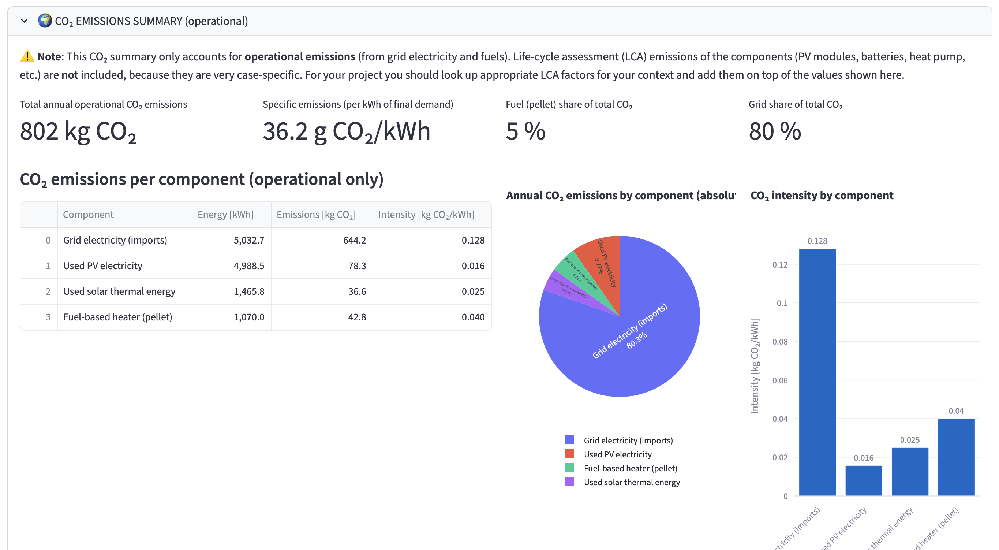 CO₂ EMISSIONS SUMMARY (operational)
Note: This CO₂ summary only accounts for operational emissions (from grid electricity and fuels). Life-cycle assessment (LCA) emissions of the components (PV modules, batteries, heat pump,
etc.) are not included, because they are very case-specific. For your project you should look up appropriate LCA factors for your context and add them on top of the values shown here.
Total annual operational CO₂ emissions
802 kg CO₂
Specific emissions (per kWh of final demand)
36.2 g CO₂/kWh
Fuel (pellet) share of total CO₂
5 %
Grid share of total CO₂
80 %
CO₂ emissions per component (operational only)
Component Energy [kWh] Emissions [kg CO₂] Intensity [kg CO₂/kWh]
0 Grid electricity (imports) 5,032.7 644.2 0.128
1 Used PV electricity 4,988.5 78.3 0.016
2 Used solar thermal energy 1,465.8 36.6 0.025
3 Fuel-based heater (pellet) 1,070.0 42.8 0.040
Annual CO₂ emissions by component (absolut
Used PV electricity
9.77%
Fuel-based heater (pellet)
5.34%
Used solar thermal energy
4.57%
Grid electricity (imports)
80.3%
Grid electricity (imports)
Used PV electricity
Fuel-based heater (pellet)
Used solar thermal energy
CO₂ intensity by component
Intensity [kg CO₂/kWh]
0.12
0.1
0.08
0.06
0.04
0.02
0
0.128
0.016
0.025
0.04
ctricity (imports)
ed PV electricity
r thermal energy
d heater (pellet)